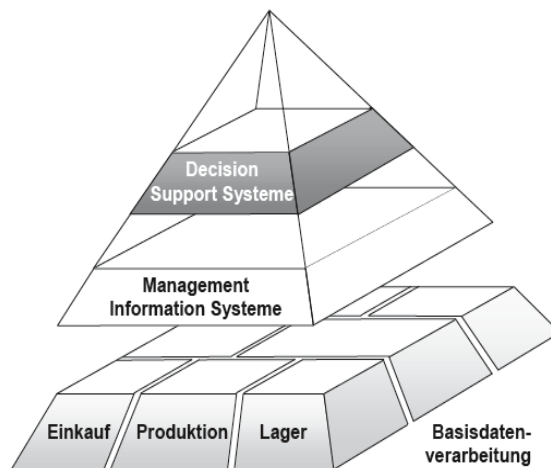 Decision
Support Systeme
Management
Information Systeme
Einkauf
Produktion
Lager
Basisdaten-
verarbeitung